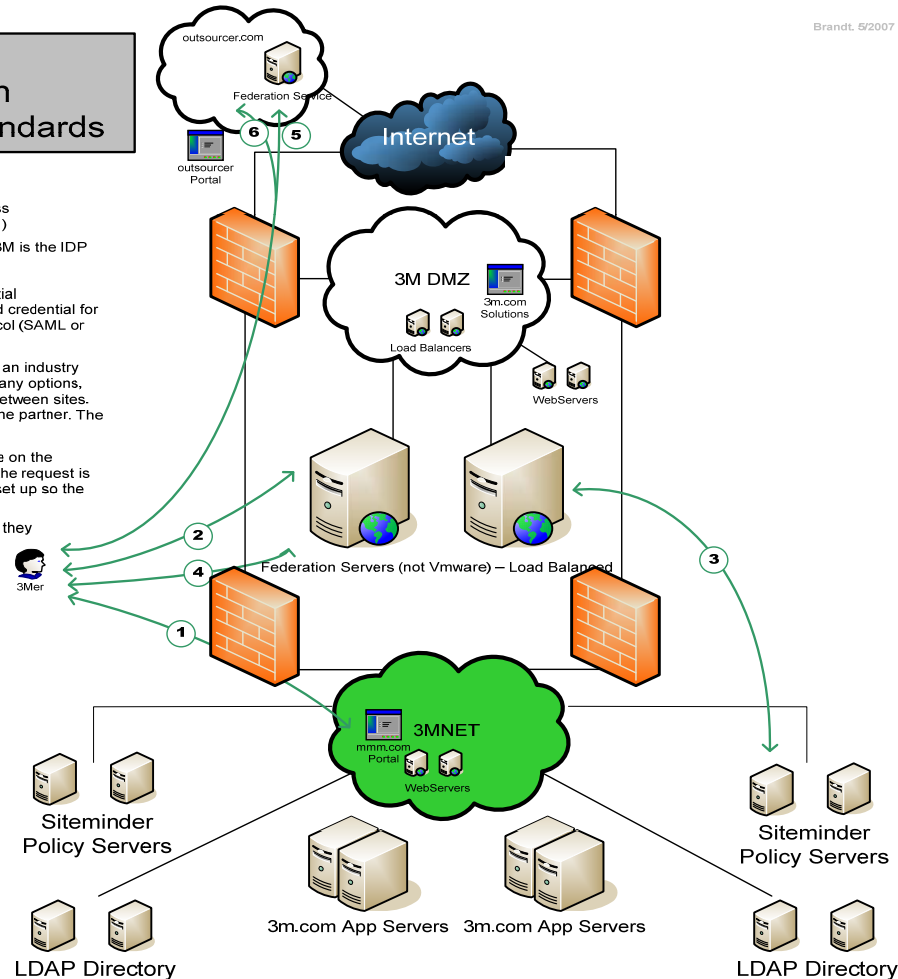 Brandt. 5/2007
n
ndards
outsourcer.com
Federation Service
6
5
Internet
outsourcer
Portal
ss
)
3M is the IDP
tial
d credential for
col (SAML or
an industry
any options,
etween sites.
he partner. The
e on the
he request is
set up so the
they
3Mer
3M DMZ
3m.com
Solutions
Load Balancers
WebServers
2
4
1
3
Federation Servers (not Vmware) – Load Balanced
3MNET
mmm.com
Portal
WebServers
Siteminder
Policy Servers
Siteminder
Policy Servers
3m.com App Servers
3m.com App Servers
LDAP Directory
LDAP Directory